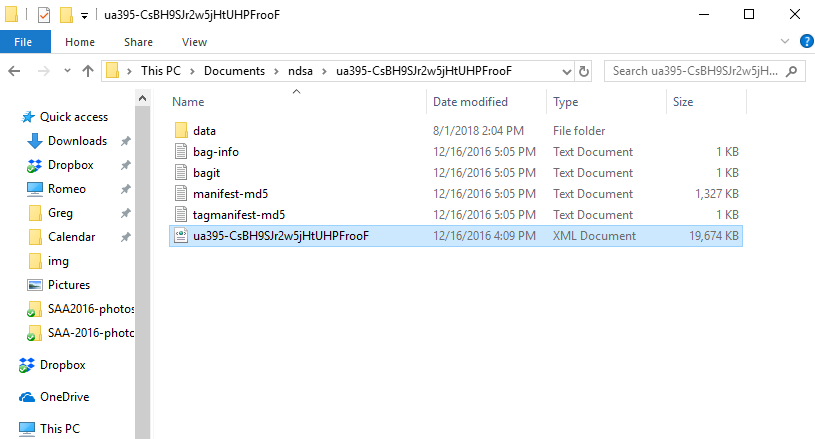 ua395-CsBH9SJr2w5jHtUHPFrooF
File Home Share View
This PC Documents ndsa ua395-CsBH9SJr2w5jHtUHPFrooF Search ua395-CsBH9SJr2w5jH...
Name Date modified Type Size
Quick access
Downloads
Dropbox
Romeo
Greg
Calendar
img
Pictures
SAA2016-photos
SAA-2016-photo
Dropbox
OneDrive
This PC
data 8/1/2018 2:04 PM File folder
bag-info 12/16/2016 5:05 PM Text Document 1 KB
bagit 12/16/2016 5:05 PM Text Document 1 KB
manifest-md5 12/16/2016 5:05 PM Text Document 1,327 KB
tagmanifest-md5 12/16/2016 5:05 PM Text Document 1 KB
ua395-CsBH9SJr2w5jHtUHPFrooF 12/16/2016 4:09 PM XML Document 19,674 KB